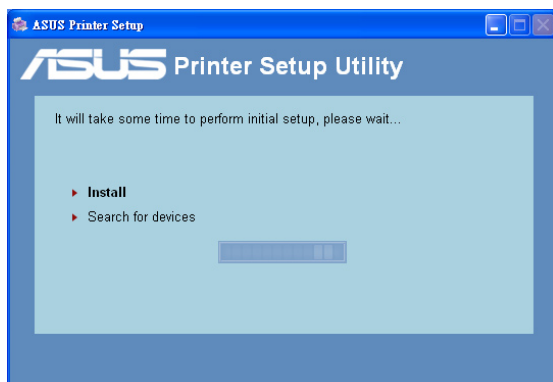 ASUS Printer Setup
ASUS Printer Setup Utility
It will take some time to perform initial setup, please wait...
Install
Search for devices